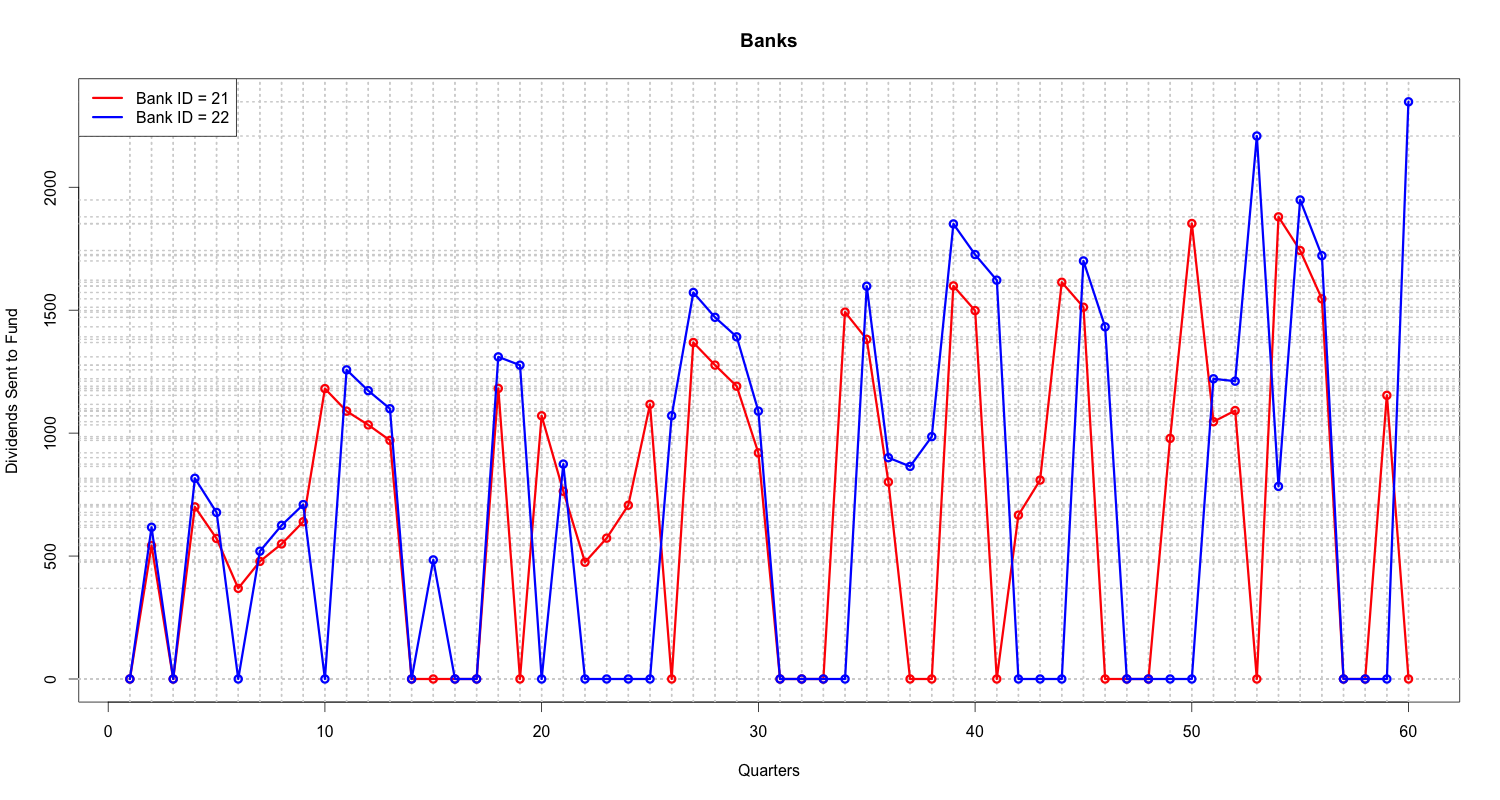 Banks
Bank ID = 21
Bank ID = 22
Dividends Sent to Fund
2000
1500
1000
500
0
0 10 20 30 40 50 60
Quarters